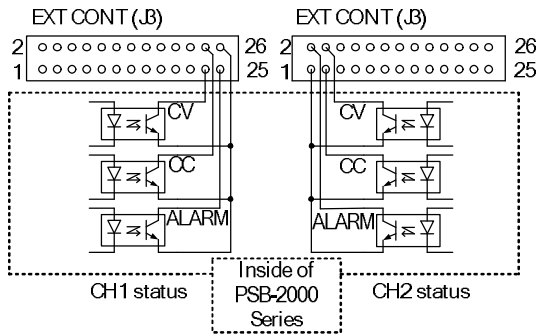 EXT CONT (J3) EXT CONT (J3)
2 26 2 26
1 25 1 25
CV CV
CC CC
ALARM ALARM
Inside of
PSB-2000
Series
CH1 status CH2 status